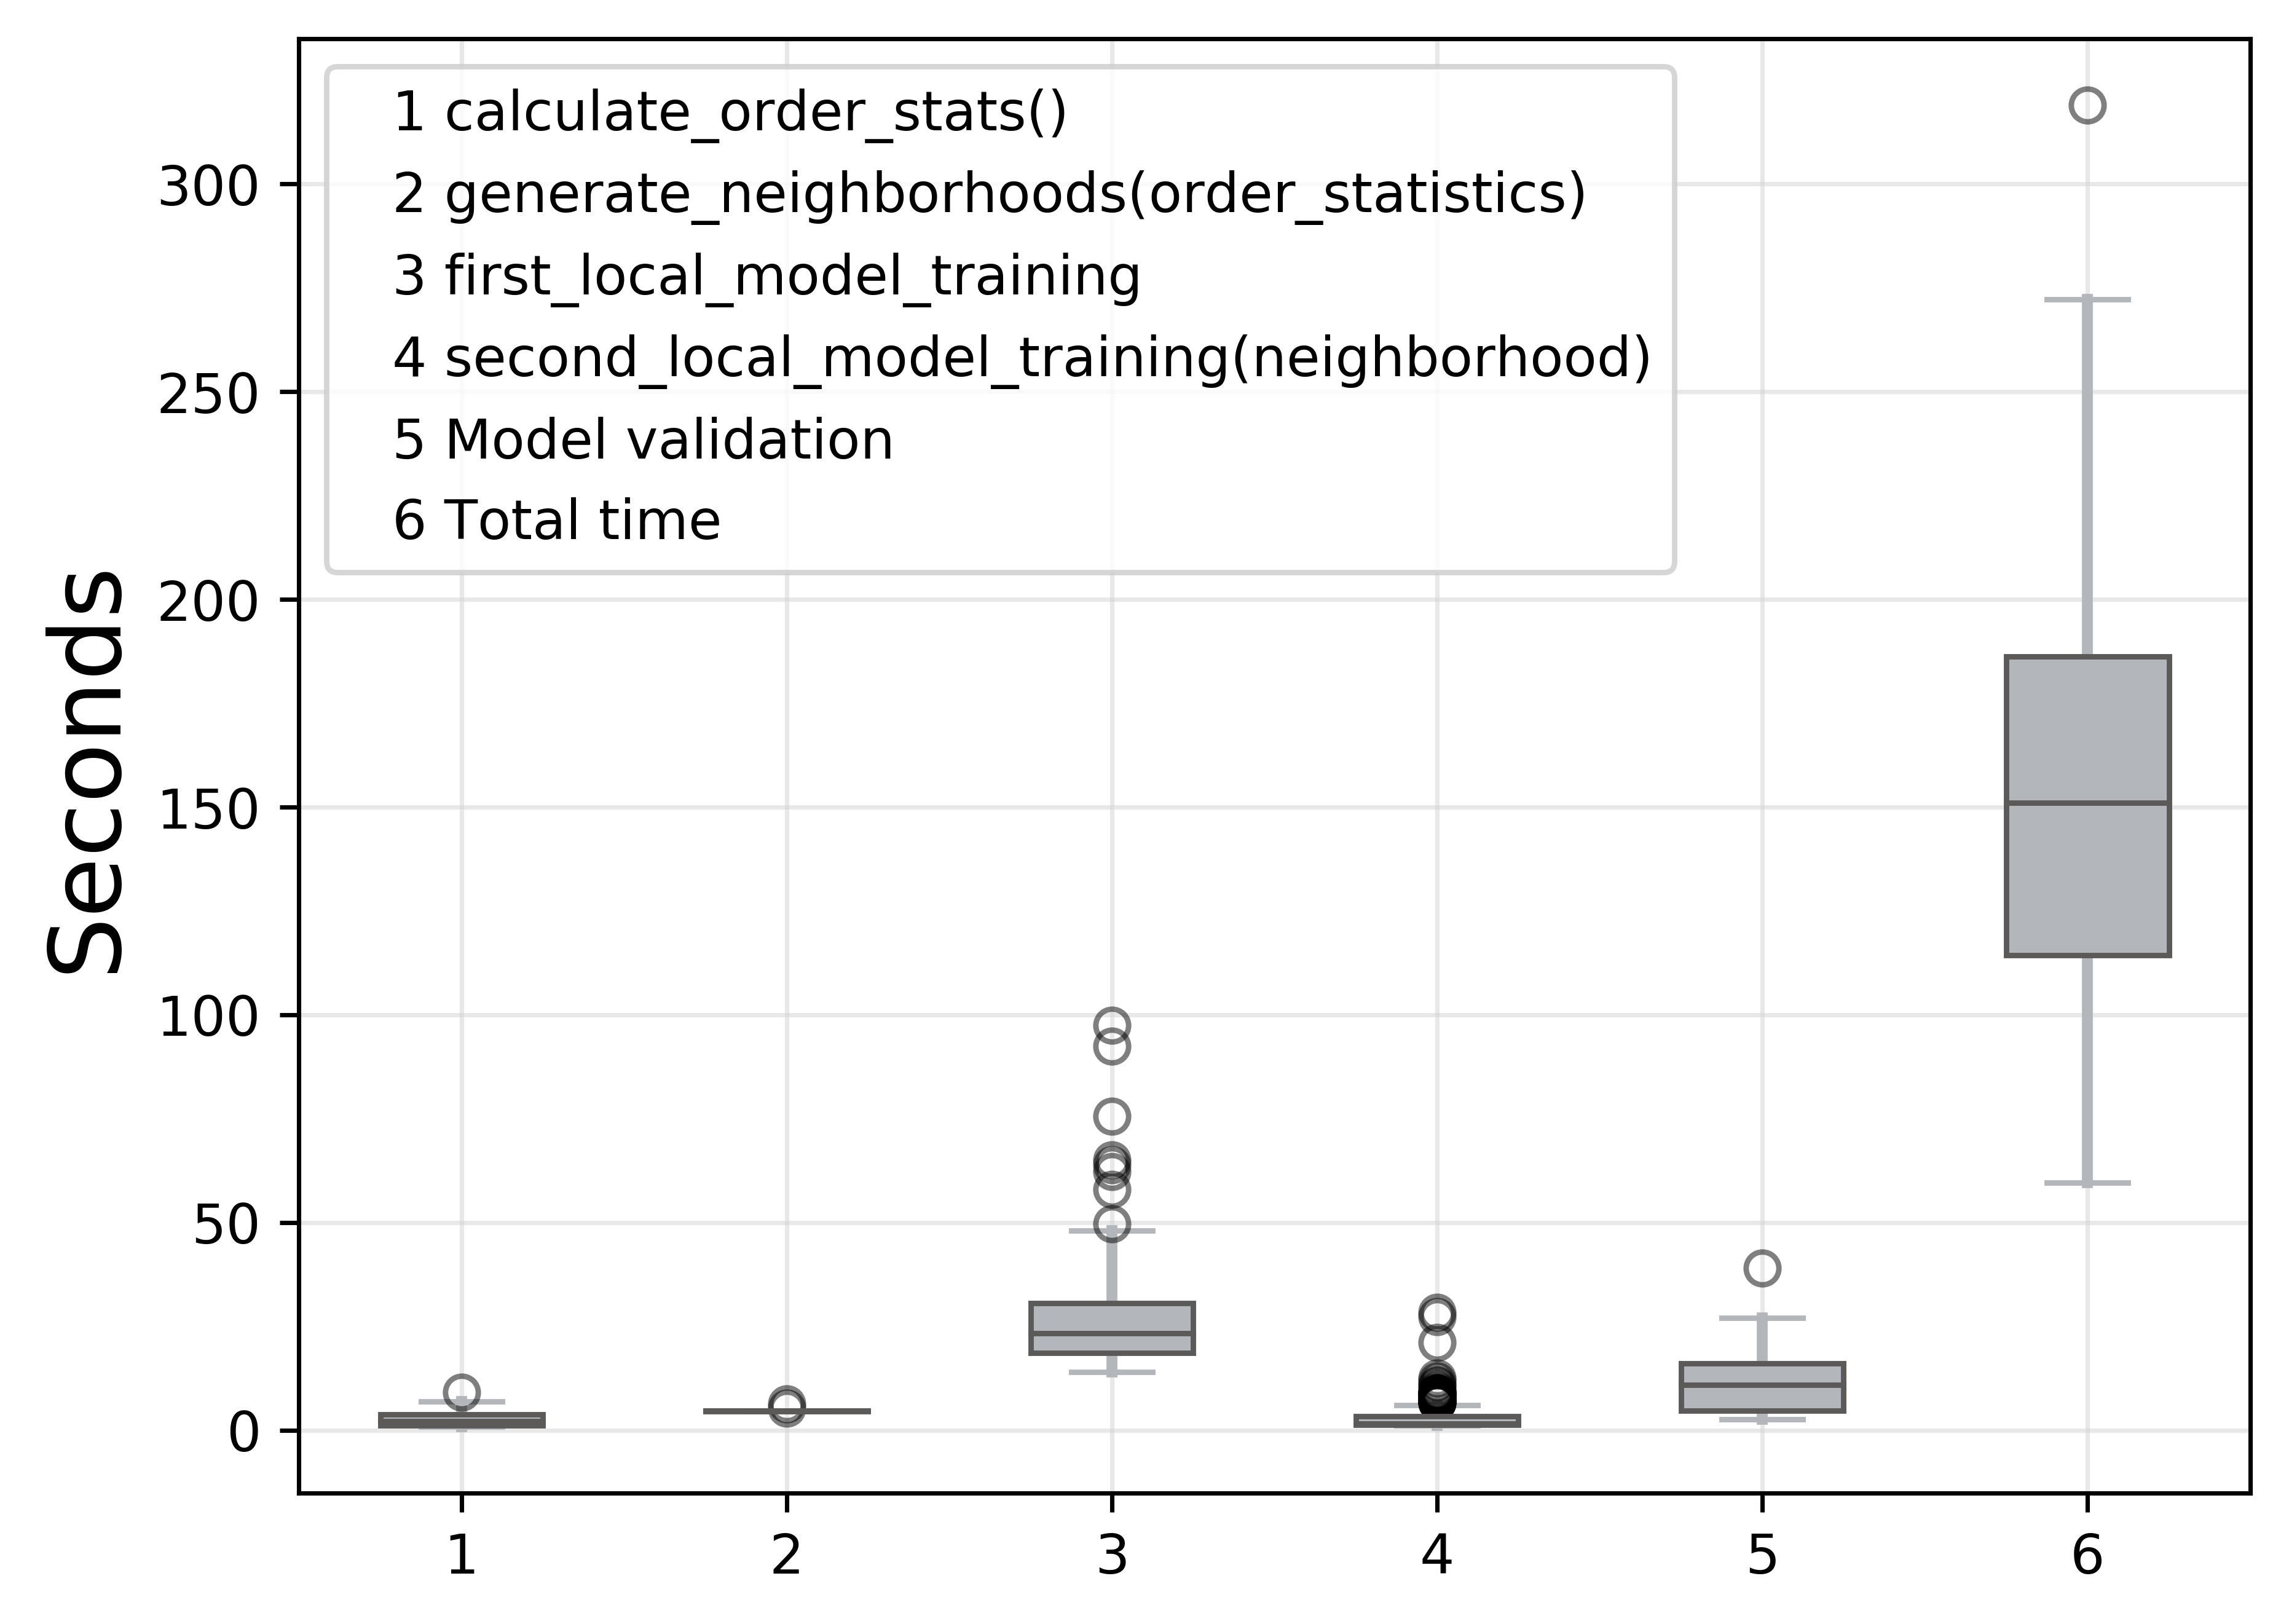 1 calculate_order_stats()
2 generate_neighborhoods(order_statistics)
3 first_local_model_training
4 second_local_model_training(neighborhood)
5 Model validation
6 Total time
Seconds
300
250
200
150
100
50
0
1 2 3 4 5 6